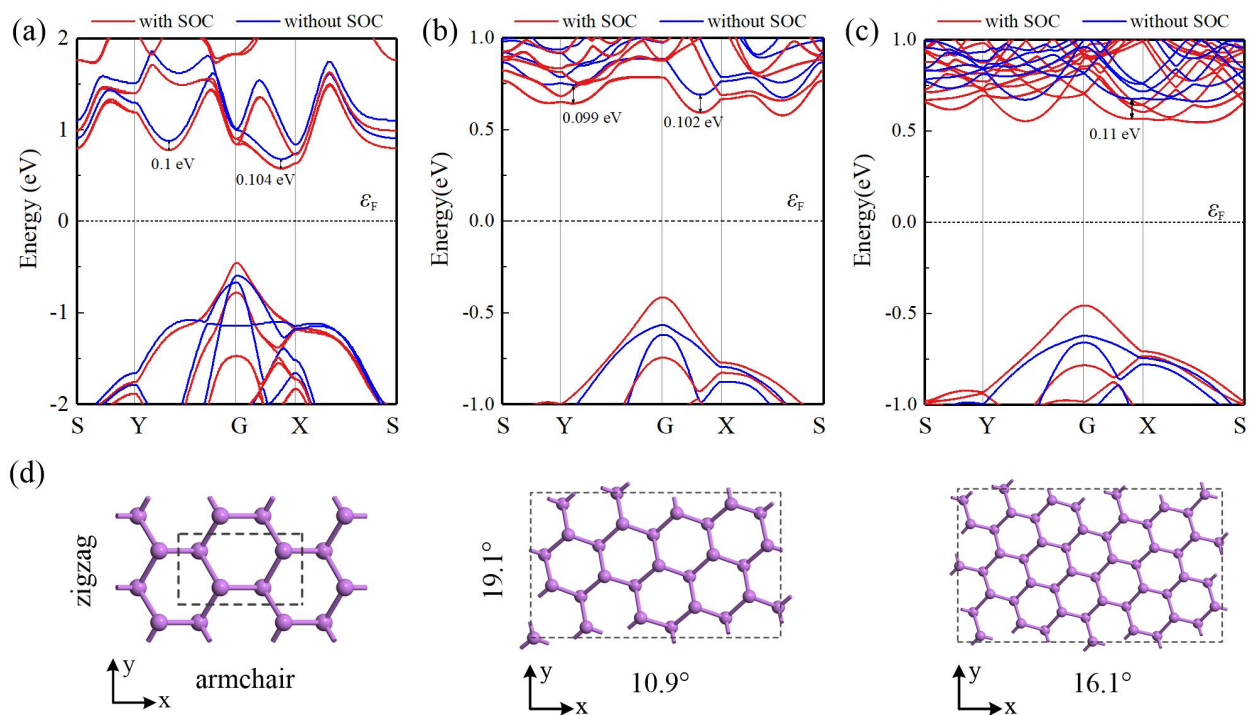 (a)
with SOC
without SOC
2
1
0
-1
-2
Energy (eV)
0.1 eV
0.104 eV
εF
S Y G X S
(b)
with SOC
without SOC
1.0
0.5
0.0
-0.5
-1.0
Energy(eV)
0.099 eV
0.102 eV
εF
S Y G X S
(c)
with SOC
without SOC
1.0
0.5
0.0
-0.5
-1.0
Energy(eV)
0.11 eV
εF
S Y G X S
(d)
zigzag
y
x
armchair
19.1°
y
x
10.9°
y
x
16.1°